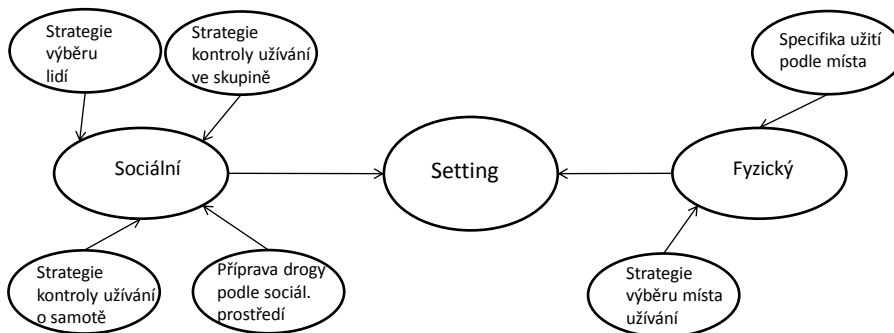 Strategie
výběru
lidí
Strategie
kontroly užívání
ve skupině
Specifika užití
podle místa
Sociální
Setting
Fyzický
Strategie
kontroly užívání
o samotě
Příprava drogy
podle sociál.
prostředí
Strategie
výběru místa
užívání